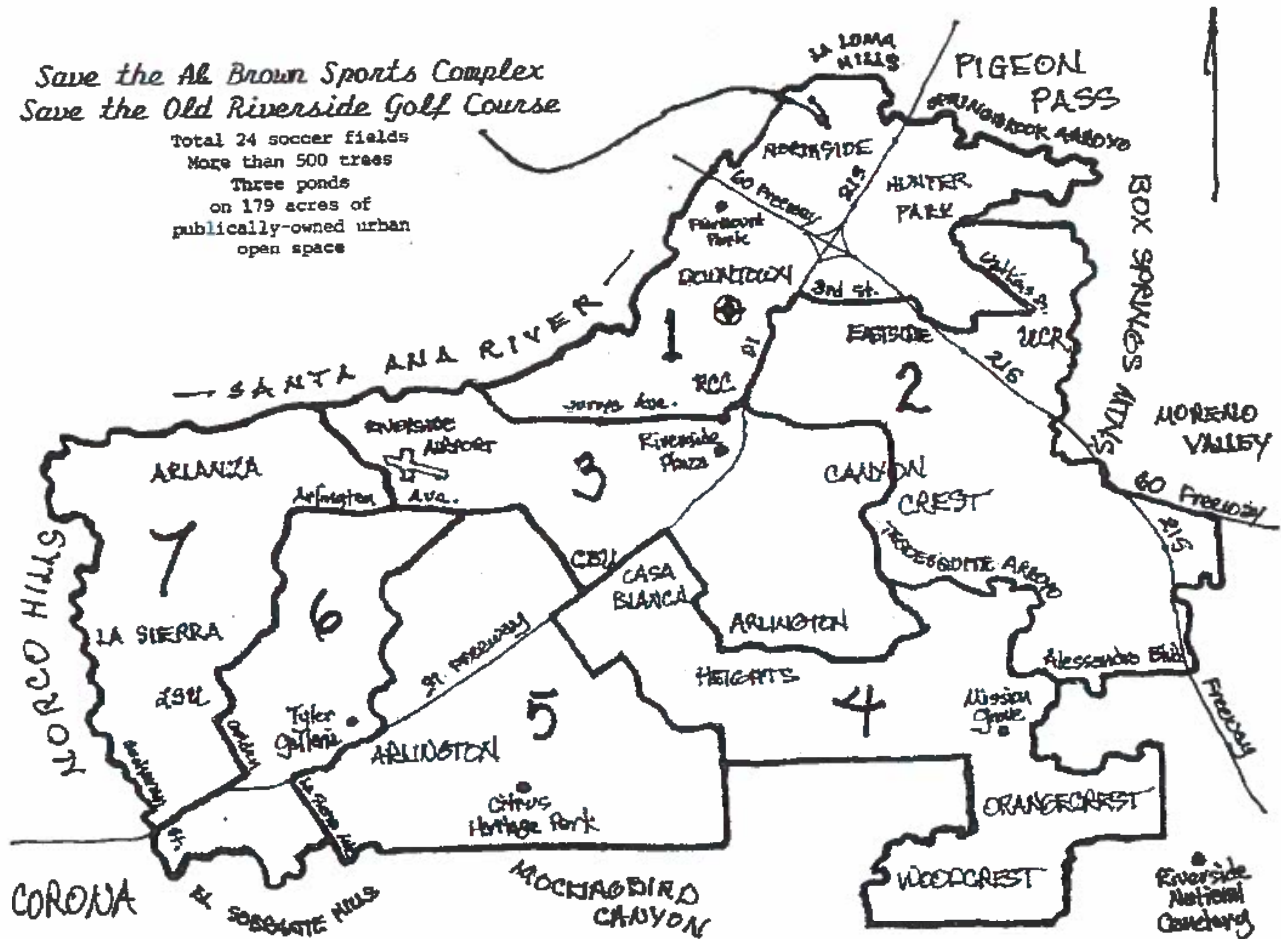 Save the Ab Brown Sports Complex
Save the Old Riverside Golf Course
Total 24 soccer fields
More than 500 trees
Three ponds
on 179 acres of
publically-owned urban
open space
LA LOMA
HILLS
PIGEON
PASS
SPRINGBROOK ARROYO
NORTHSIDE
60 Freeway
215
HUNTER
PARK
BOX SPRINGS MTNS
Fairmount
Park
DOWNTOWN
3rd St.
EASTSIDE
UCR
215
— SANTA ANA RIVER —
1
91
RCC
2
MORENO
VALLEY
60 Freeway
215
Jurupa Ave.
RIVERSIDE
AIRPORT
Riverside
Plaza
ARLANZA
Arlington Ave.
3
CANYON
CREST
TEQUESQUITE ARROYO
NORCO HILLS
7
CBU
CASA
BLANCA
6
LA SIERRA
ARLINGTON
HEIGHTS
Alessandro Blvd
LSU
91 FREEWAY
5
4
Mission
Grove
Freeway
Tyler
Galleria
ARLINGTON
Citrus
Heritage Park
ORANGECREST
La Sierra Ave.
St.
WOODCREST
CORONA
EL SOBRANTE HILLS
MOCKINGBIRD
CANYON
Riverside
National
Cemetery